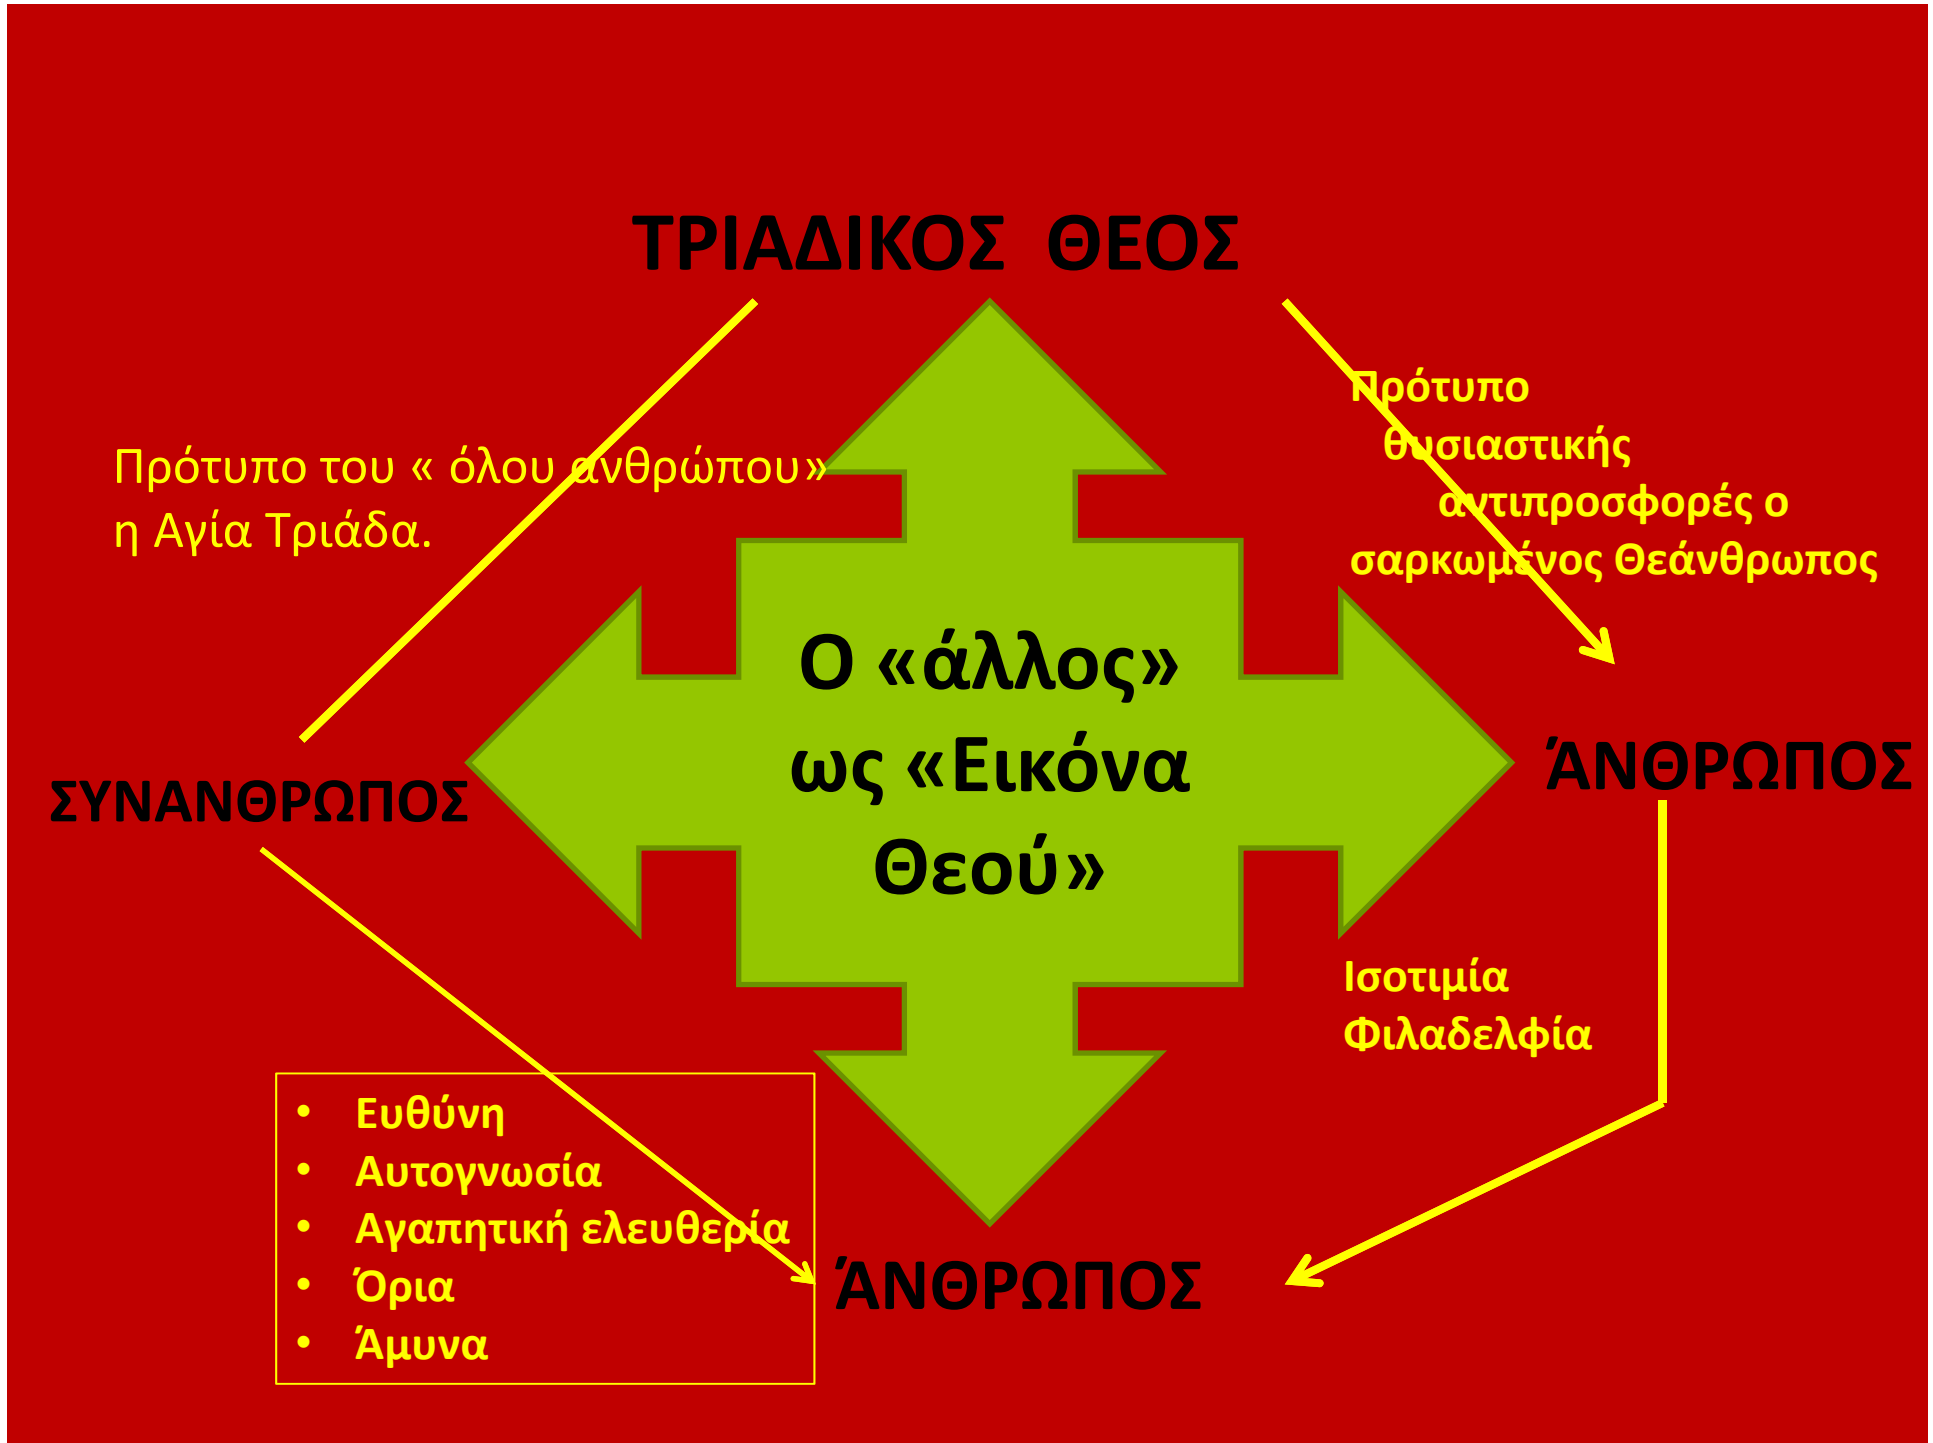 ΤΡΙΑΔΙΚΟΣ ΘΕΟΣ
Πρότυπο του « όλου ανθρώπου»
η Αγία Τριάδα.
Πρότυπο
θυσιαστικής
αντιπροσφορές ο
σαρκωμένος Θεάνθρωπος
Ο «άλλος»
ως «Εικόνα
Θεού»
ΣΥΝΑΝΘΡΩΠΟΣ
ΆΝΘΡΩΠΟΣ
Ισοτιμία
Φιλαδελφία
• Ευθύνη
• Αυτογνωσία
• Αγαπητική ελευθερία
• Όρια
• Άμυνα
ΆΝΘΡΩΠΟΣ